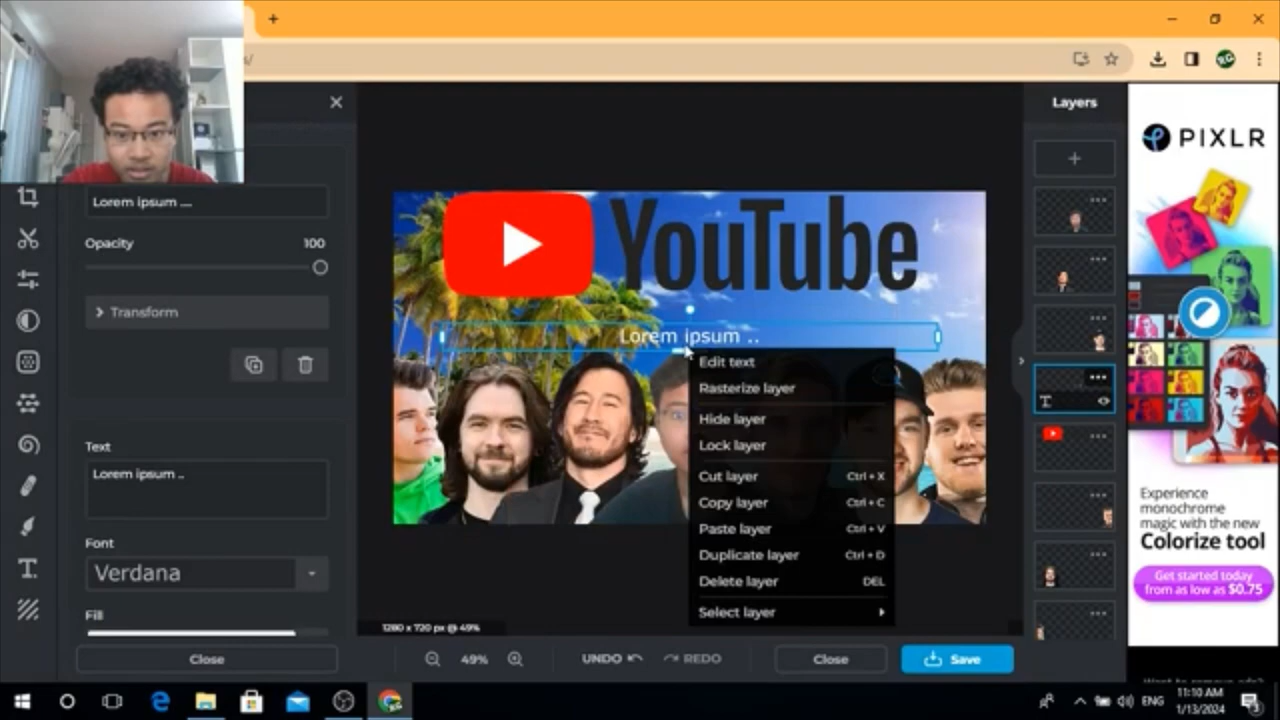 Layers
PIXLR
Lorem ipsum ....
Opacity 100
Transform
YouTube
Lorem ipsum ..
Edit text
Rasterize layer
Hide layer
Lock layer
Cut layer Ctrl + X
Copy layer Ctrl + C
Paste layer Ctrl + V
Duplicate layer Ctrl + D
Delete layer DEL
Select layer
Text
Lorem ipsum ..
Font
Verdana
Fill
Close
1280 x 720 px @ 49%
49%
UNDO
REDO
Close
Save
Experience
monochrome
magic with the new
Colorize tool
Get started today
from as low as $0.75
ENG
11:10 AM
1/13/2024